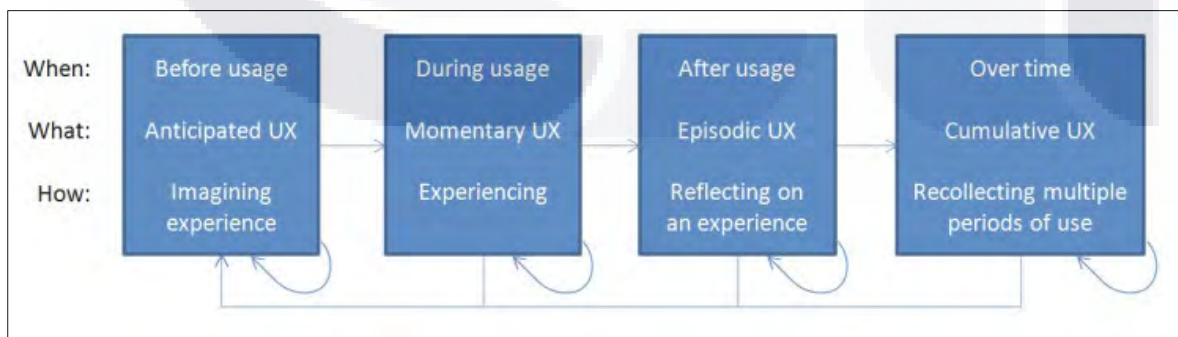 When: Before usage During usage After usage Over time
What: Anticipated UX Momentary UX Episodic UX Cumulative UX
How: Imagining Experiencing Reflecting on Recollecting multiple
experience an experience periods of use